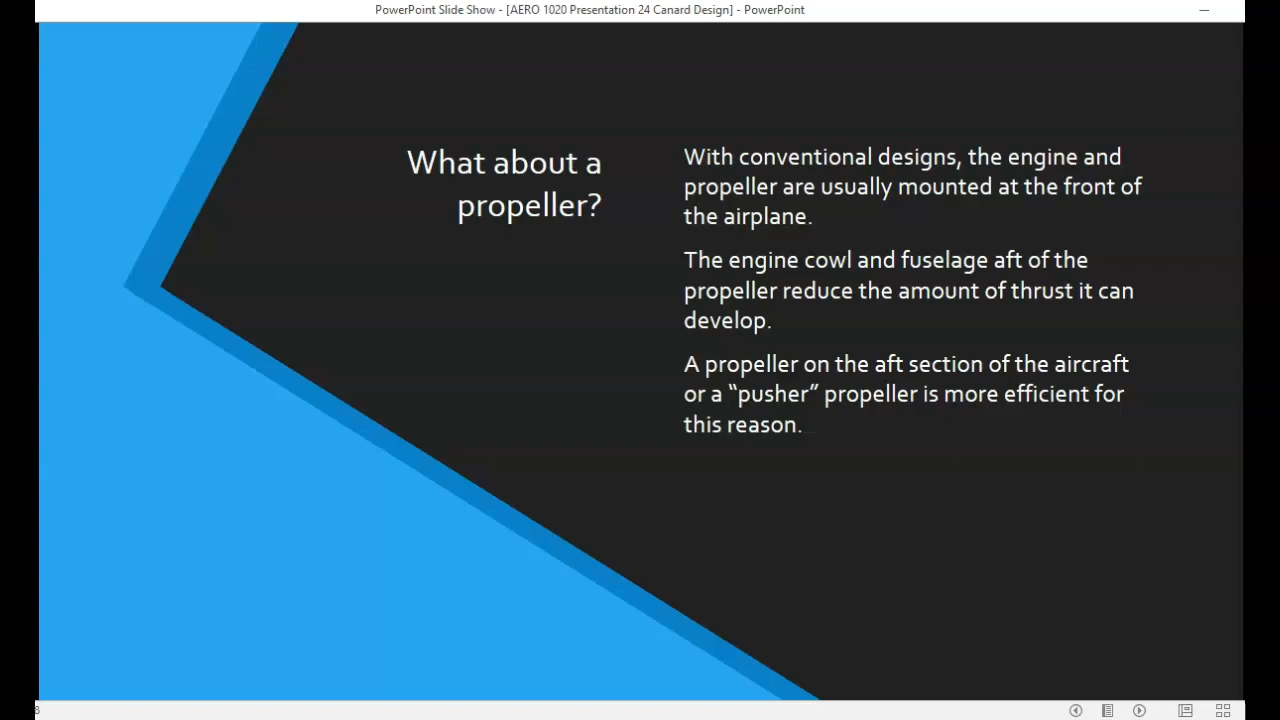 PowerPoint Slide Show - [AERO 1020 Presentation 24 Canard Design] - PowerPoint
What about a
propeller?
With conventional designs, the engine and
propeller are usually mounted at the front of
the airplane.
The engine cowl and fuselage aft of the
propeller reduce the amount of thrust it can
develop.
A propeller on the aft section of the aircraft
or a “pusher” propeller is more efficient for
this reason.